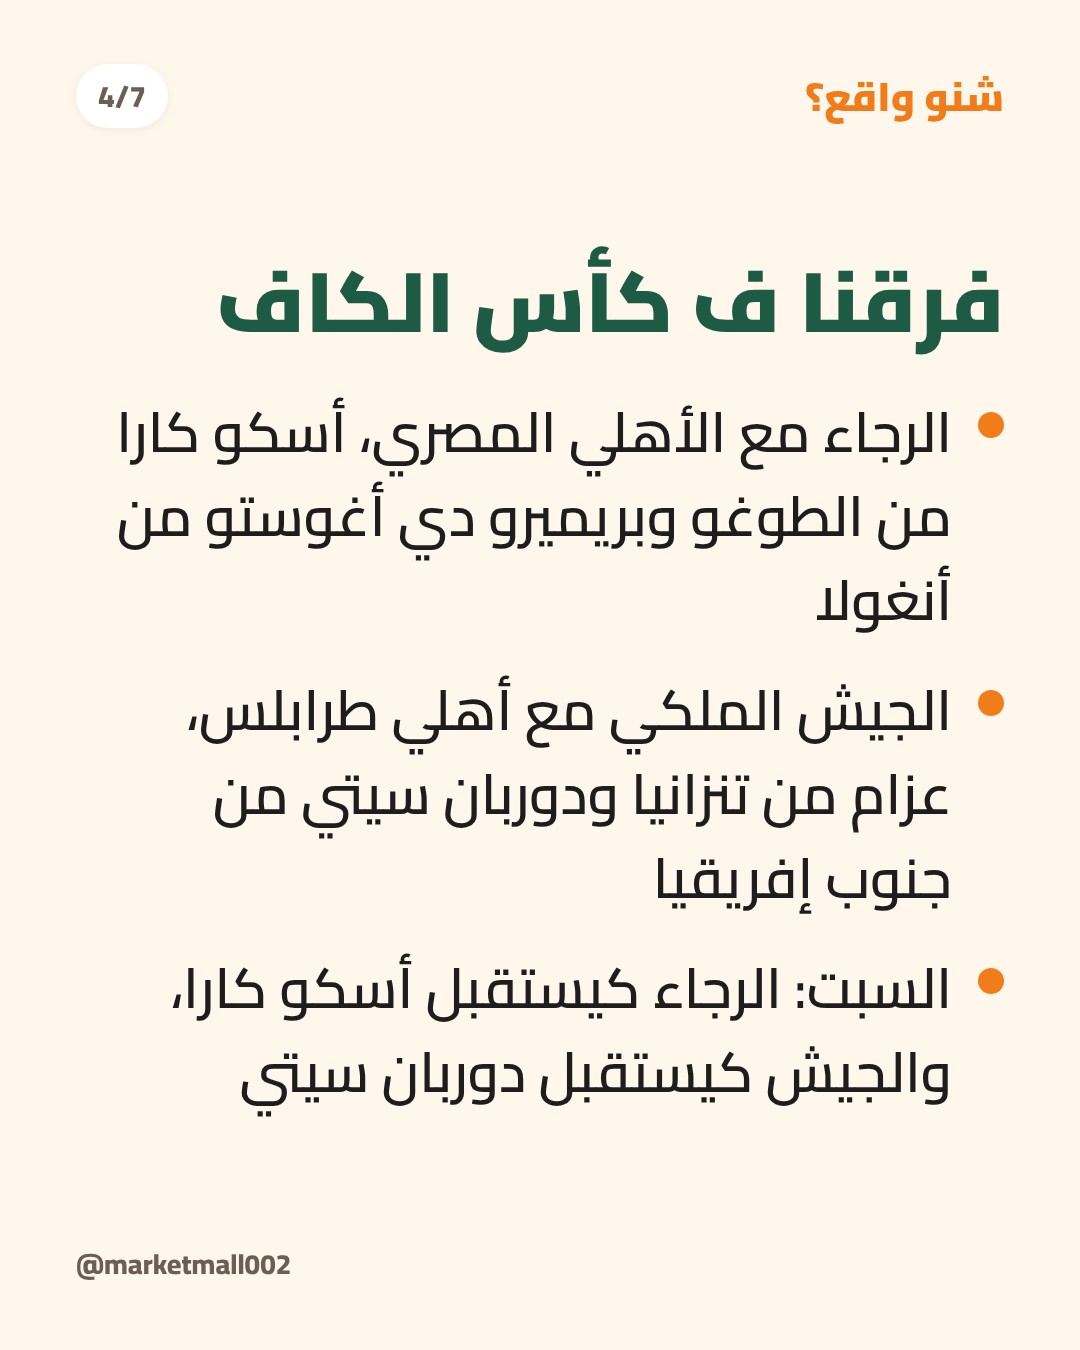 شنو واقع؟
4/7
فرقنا ف كأس الكاف
الرجاء مع الأهلي المصري، أسكو كارا
من الطوغو وبريميرو دي أغوستو من
أنغولا
الجيش الملكي مع أهلي طرابلس،
عزام من تنزانيا ودوربان سيتي من
جنوب إفريقيا
السبت: الرجاء كيستقبل أسكو كارا،
والجيش كيستقبل دوربان سيتي
@marketmall002